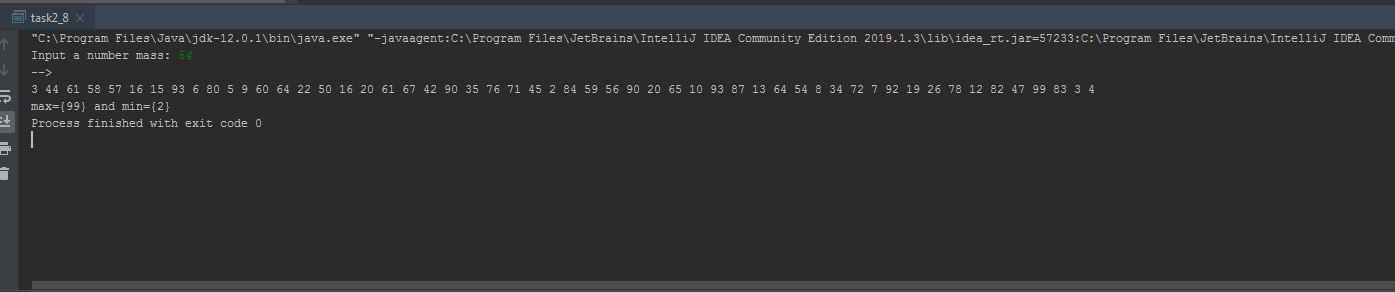 task2_8
"C:\Program Files\Java\jdk-12.0.1\bin\java.exe" "-javaagent:C:\Program Files\JetBrains\IntelliJ IDEA Community Edition 2019.1.3\lib\idea_rt.jar=57233:C:\Program Files\JetBrains\IntelliJ IDEA Comm
Input a number mass: 54
-->
3 44 61 58 57 16 15 93 6 80 5 9 60 64 22 50 16 20 61 67 42 90 35 76 71 45 2 84 59 56 90 20 65 10 93 87 13 64 54 8 34 72 7 92 19 26 78 12 82 47 99 83 3 4
max={99} and min={2}
Process finished with exit code 0